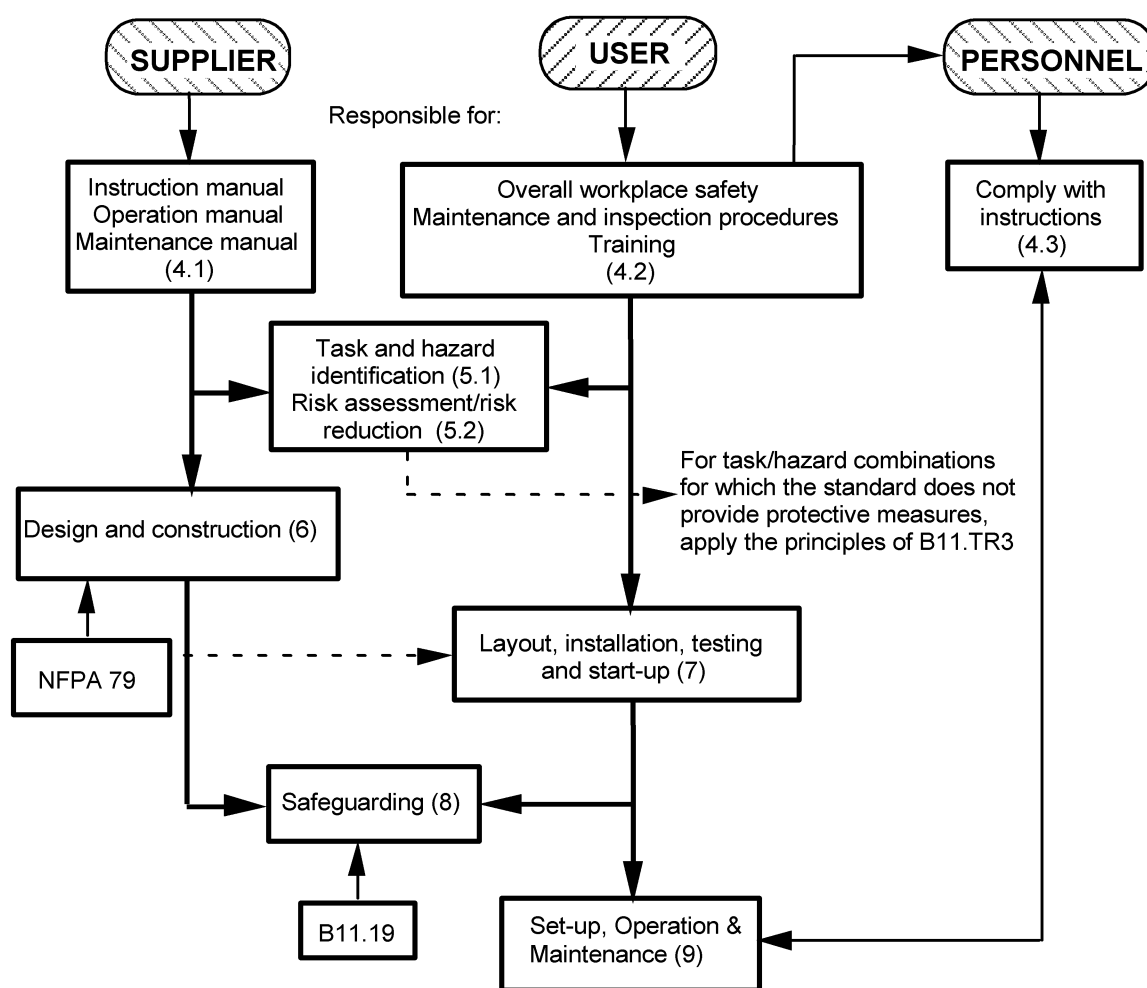 SUPPLIER
USER
PERSONNEL
Responsible for:
Instruction manual
Operation manual
Maintenance manual
(4.1)
Overall workplace safety
Maintenance and inspection procedures
Training
(4.2)
Comply with
instructions
(4.3)
Task and hazard
identification (5.1)
Risk assessment/risk
reduction (5.2)
For task/hazard combinations
for which the standard does not
provide protective measures,
apply the principles of B11.TR3
Design and construction (6)
NFPA 79
Layout, installation, testing
and start-up (7)
Safeguarding (8)
B11.19
Set-up, Operation &
Maintenance (9)